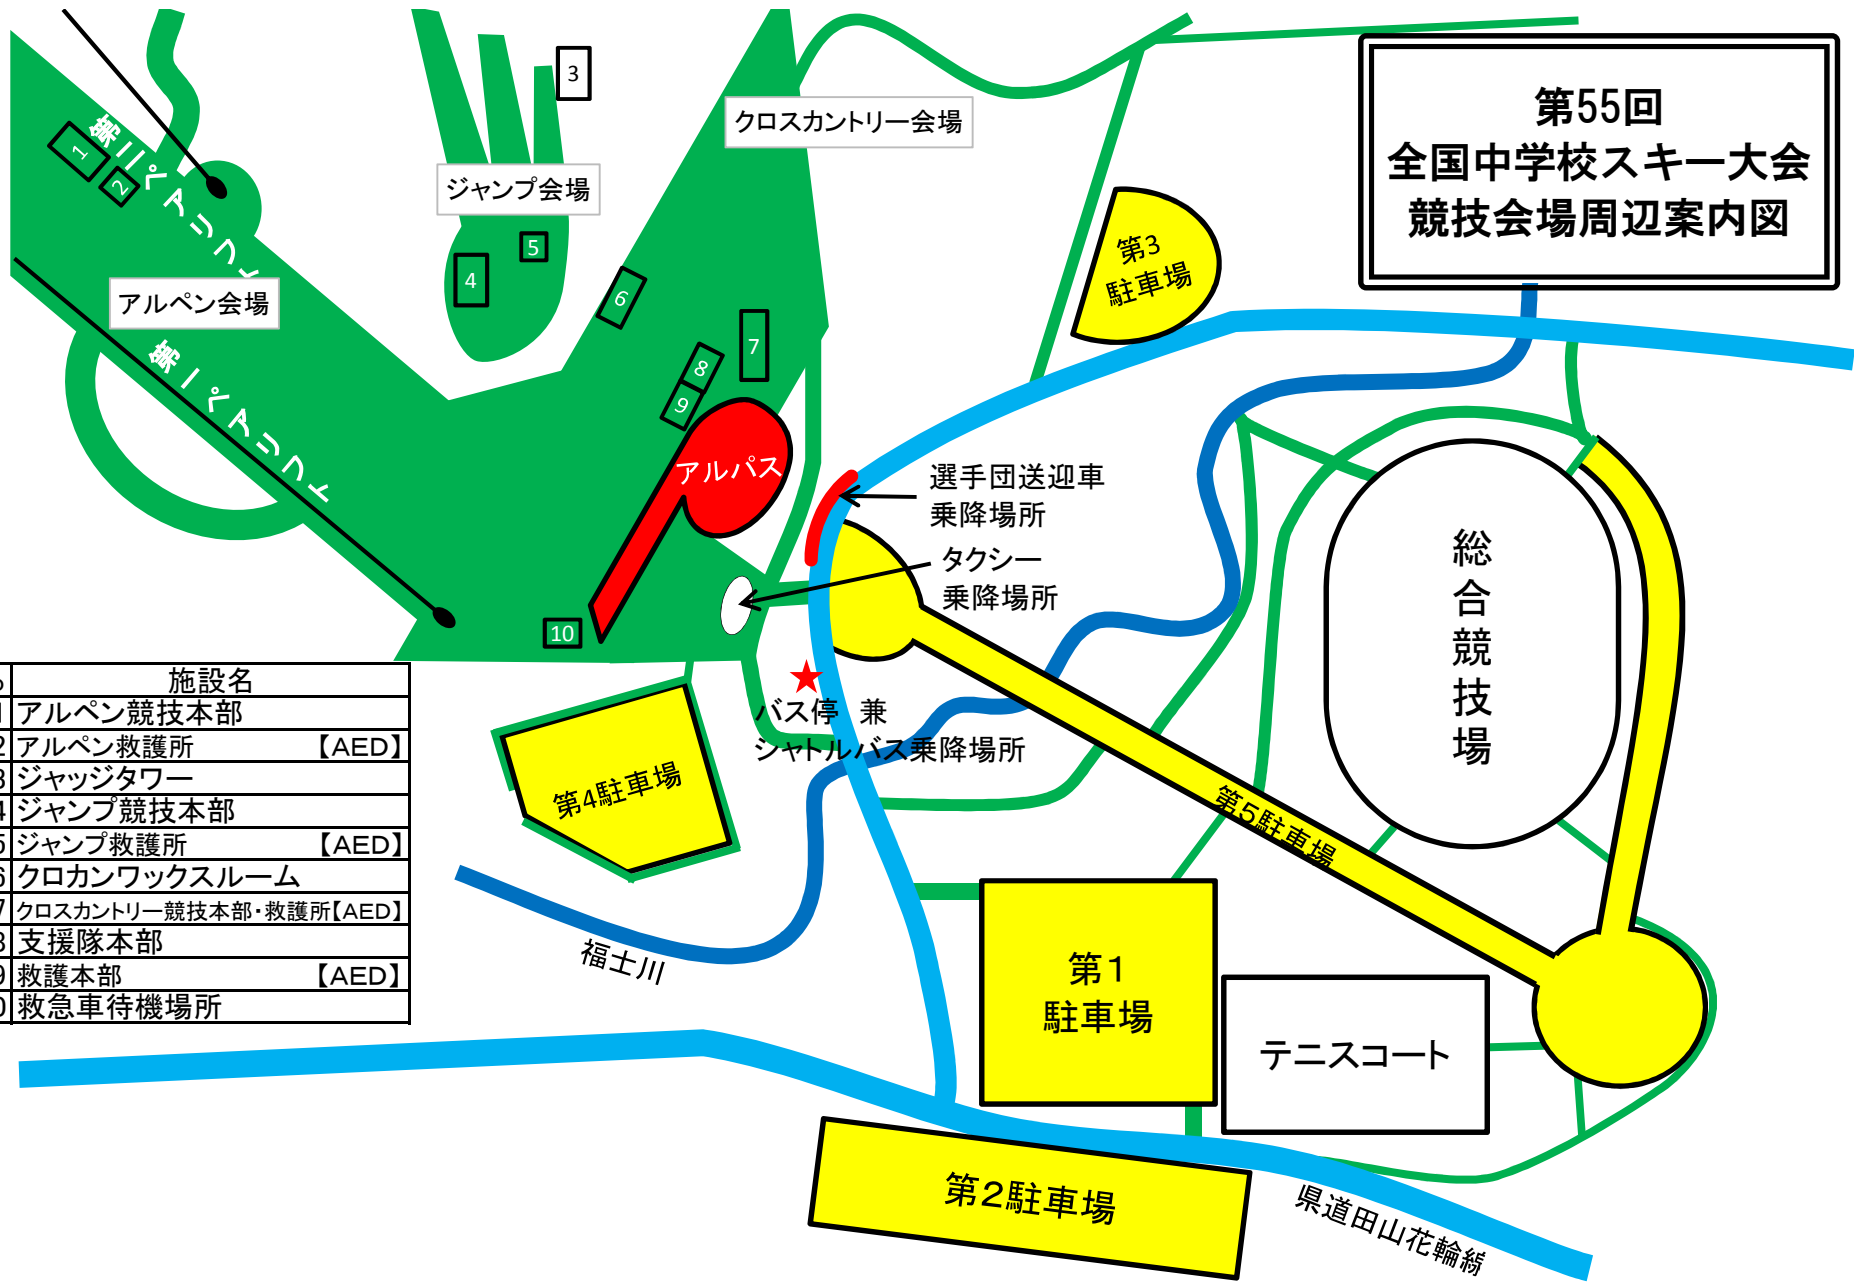 第55回
全国中学校スキー大会
競技会場周辺案内図
3
クロスカントリー会場
第二ペアリフト
1
2
ジャンプ会場
5
4
6
7
8
9
アルペン会場
第一ペアリフト
第3
駐車場
アルパス
選手団送迎車
乗降場所
タクシー
乗降場所
10
総合競技場
バス停 兼
シャトルバス乗降場所
第4駐車場
第5駐車場
福士川
第1
駐車場
テニスコート
第2駐車場
県道田山花輪線
施設名
アルペン競技本部
アルペン救護所 【AED】
ジャッジタワー
ジャンプ競技本部
ジャンプ救護所 【AED】
クロカンワックスルーム
クロスカントリー競技本部・救護所【AED】
支援隊本部
救護本部 【AED】
救急車待機場所